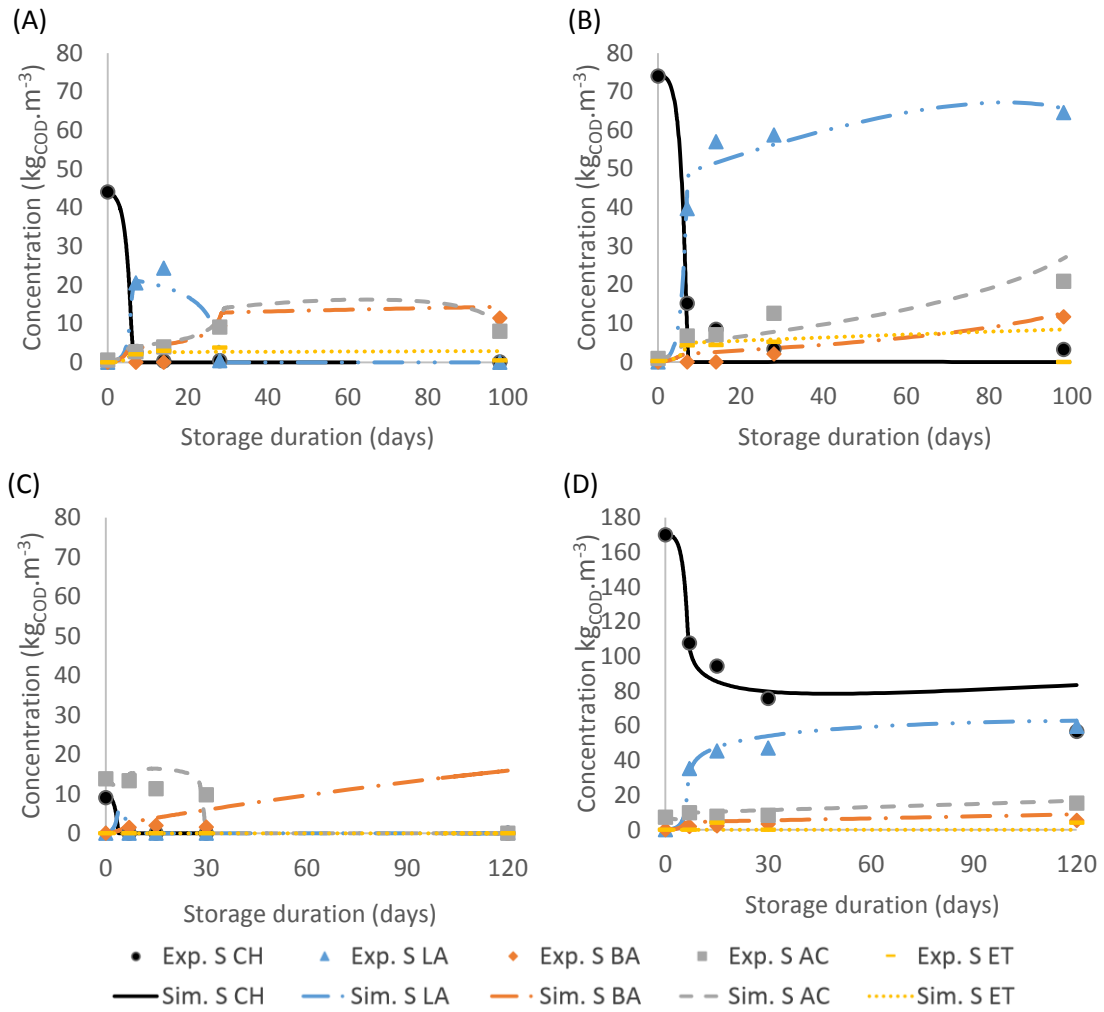 (A)
Concentration (kgCOD.m-3)
80
70
60
50
40
30
20
10
0
0 20 40 60 80 100
Storage duration (days)
(B)
Concentration (kgCOD.m-3)
80
70
60
50
40
30
20
10
0
0 20 40 60 80 100
Storage duration (days)
(C)
Concentration (kgCOD.m-3)
80
70
60
50
40
30
20
10
0
0 30 60 90 120
Storage duration (days)
(D)
Concentration kgCOD.m-3)
180
160
140
120
100
80
60
40
20
0
0 30 60 90 120
Storage duration (days)
Exp. S CH Exp. S LA Exp. S BA Exp. S AC Exp. S ET
Sim. S CH Sim. S LA Sim. S BA Sim. S AC Sim. S ET